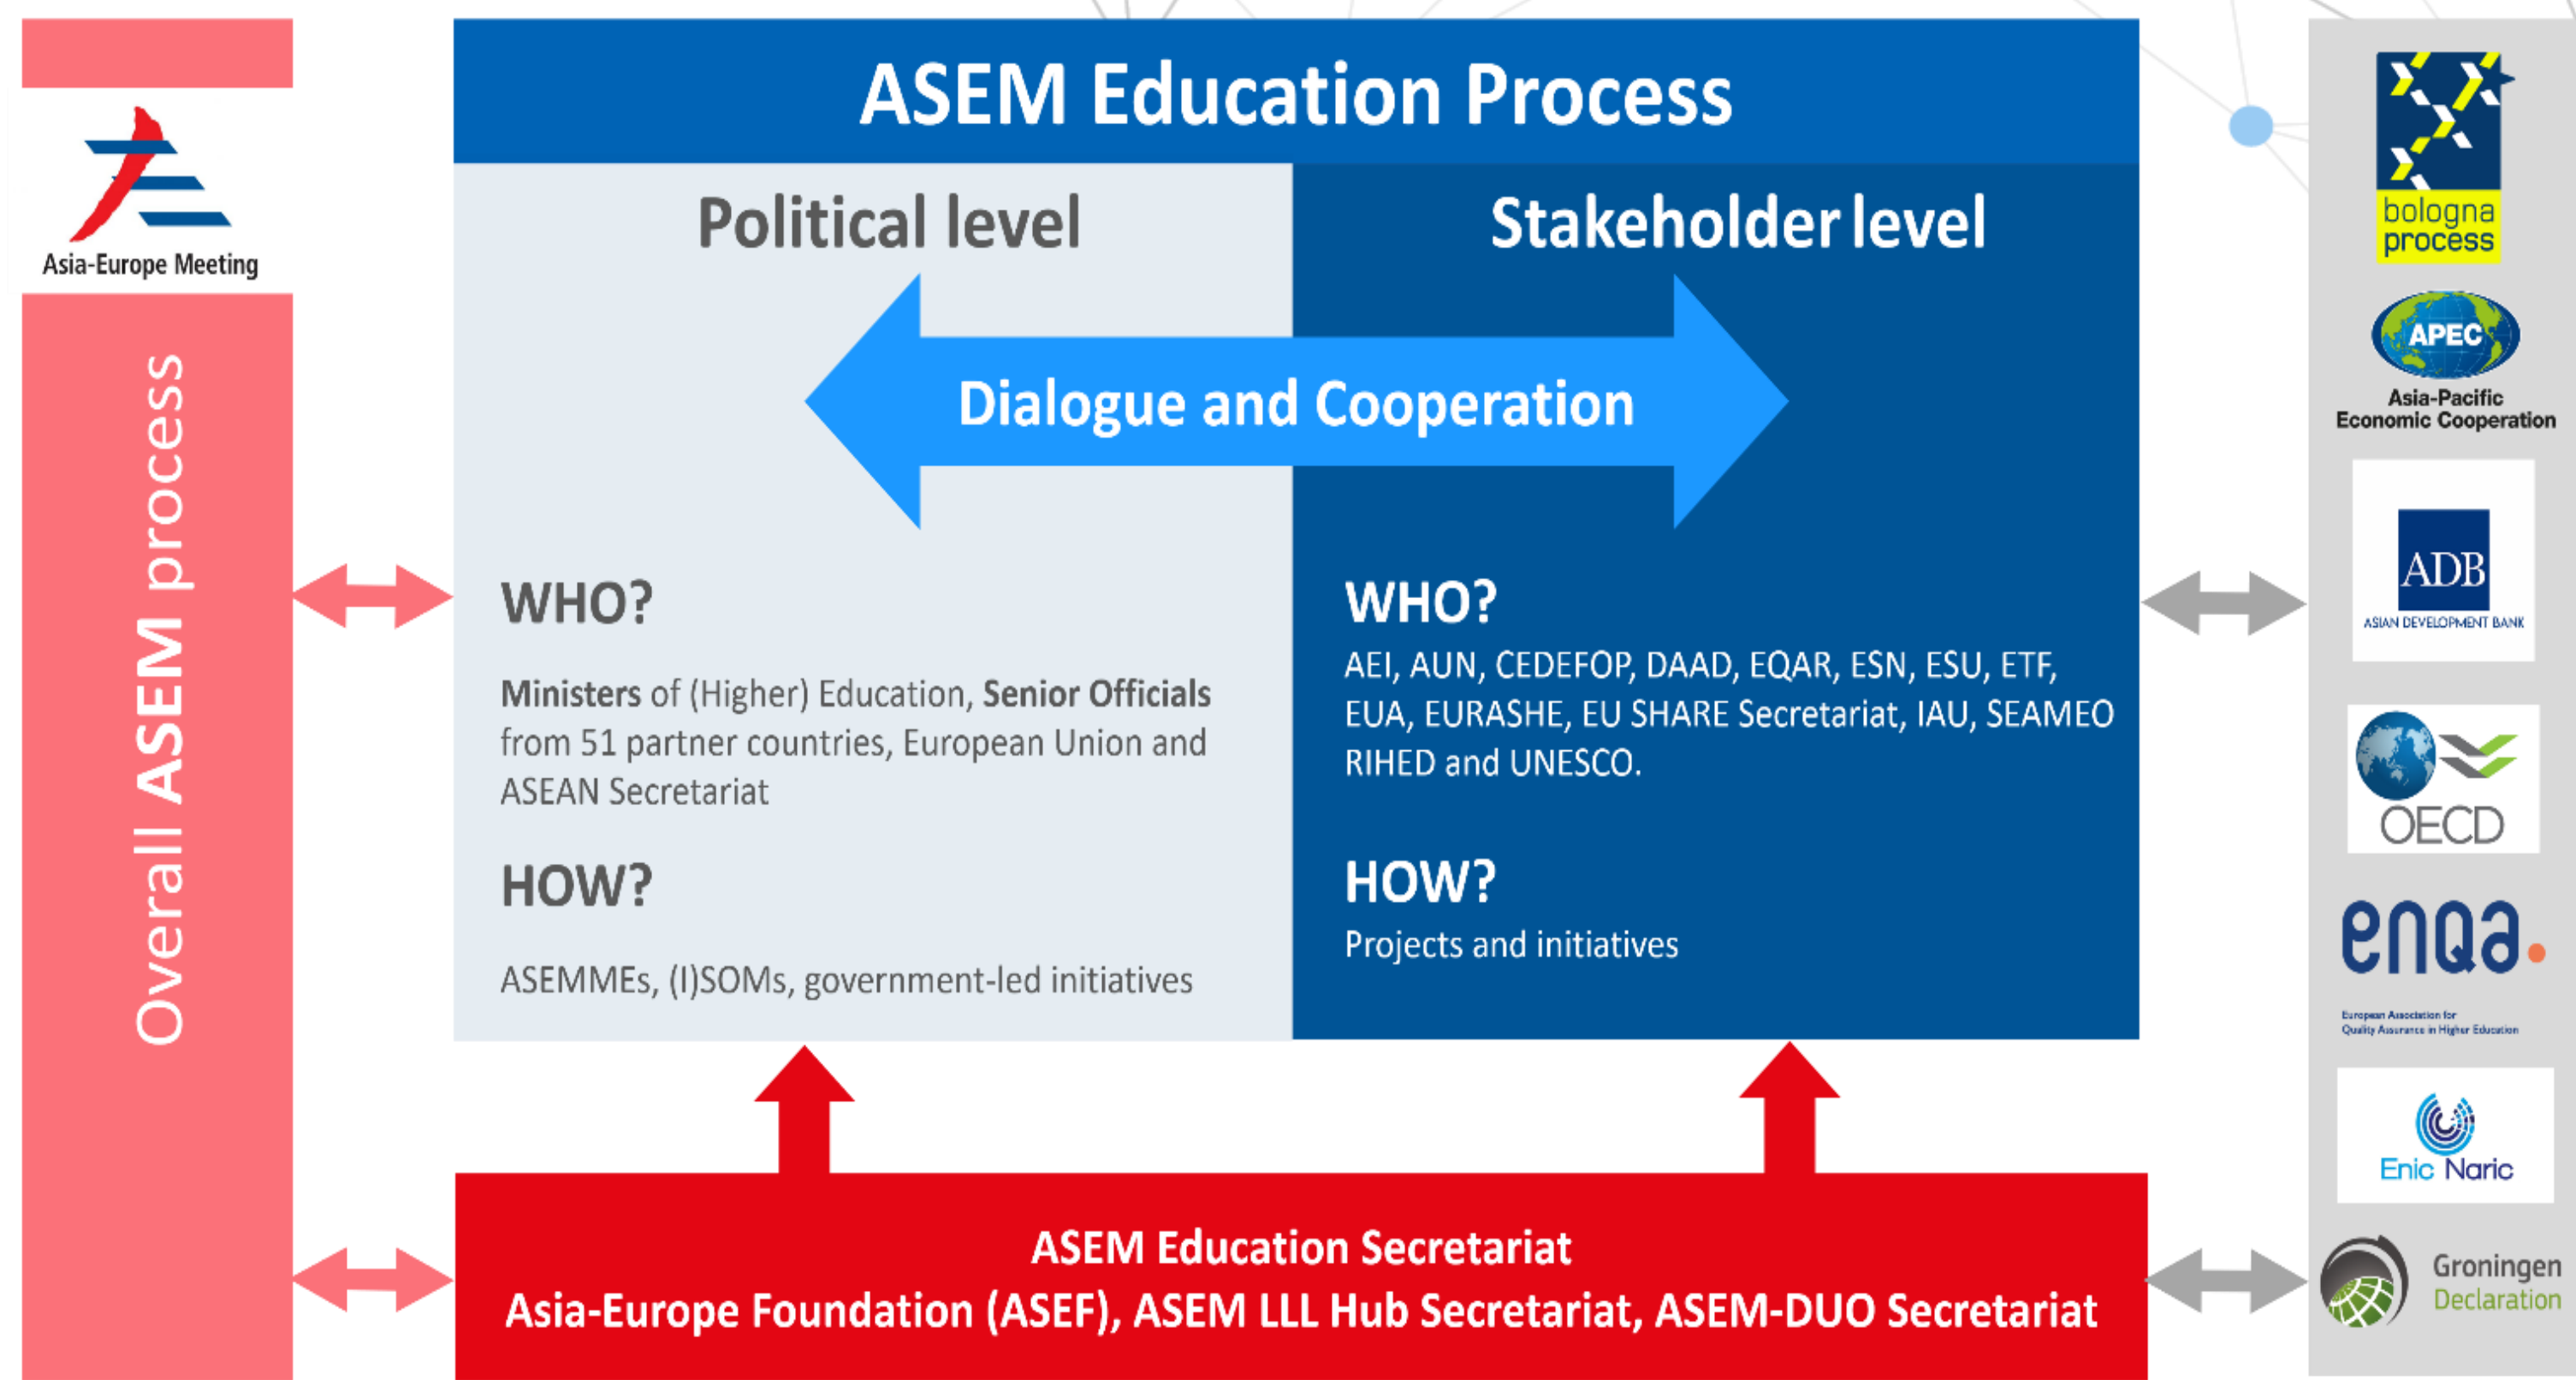 Asia-Europe Meeting
Overall ASEM process
ASEM Education Process
Political level
Stakeholder level
Dialogue and Cooperation
WHO?
Ministers of (Higher) Education, Senior Officials
from 51 partner countries, European Union and
ASEAN Secretariat
HOW?
ASEMMEs, (I)SOMs, government-led initiatives
WHO?
AEI, AUN, CEDEFOP, DAAD, EQAR, ESN, ESU, ETF,
EUA, EURASHE, EU SHARE Secretariat, IAU, SEAMEO
RIHED and UNESCO.
HOW?
Projects and initiatives
ASEM Education Secretariat
Asia-Europe Foundation (ASEF), ASEM LLL Hub Secretariat, ASEM-DUO Secretariat
bologna
process
APEC
Asia-Pacific
Economic Cooperation
ADB
ASIAN DEVELOPMENT BANK
OECD
enqa.
European Association for
Quality Assurance in Higher Education
Enic Naric
Groningen
Declaration